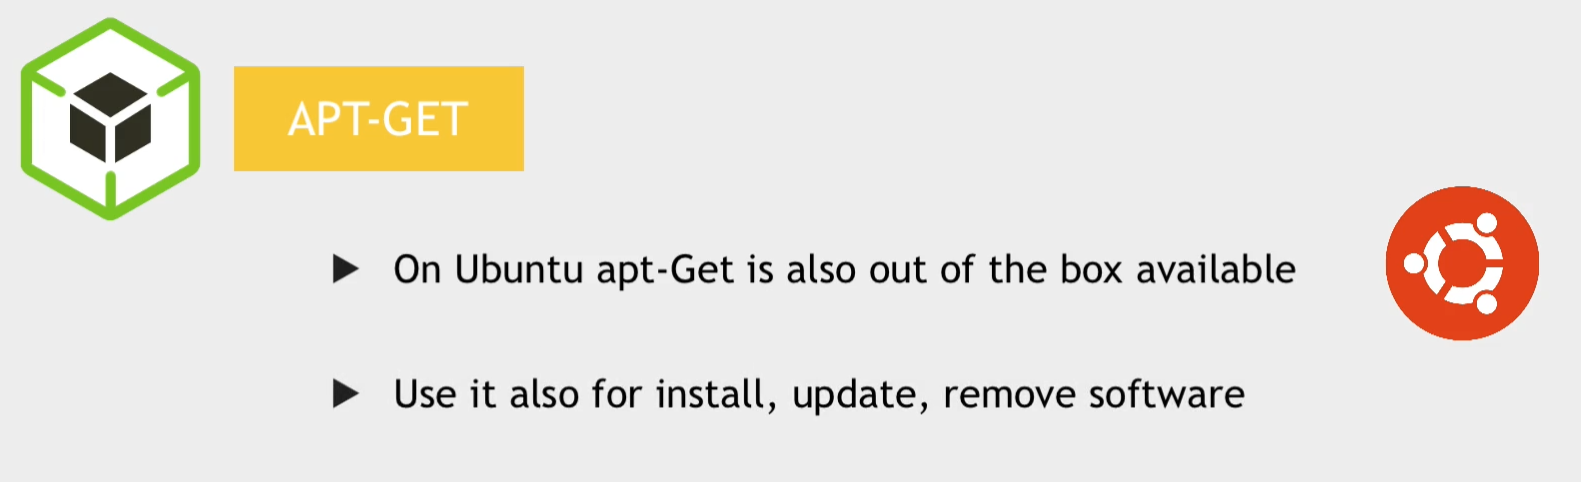 APT-GET
On Ubuntu apt-Get is also out of the box available
Use it also for install, update, remove software